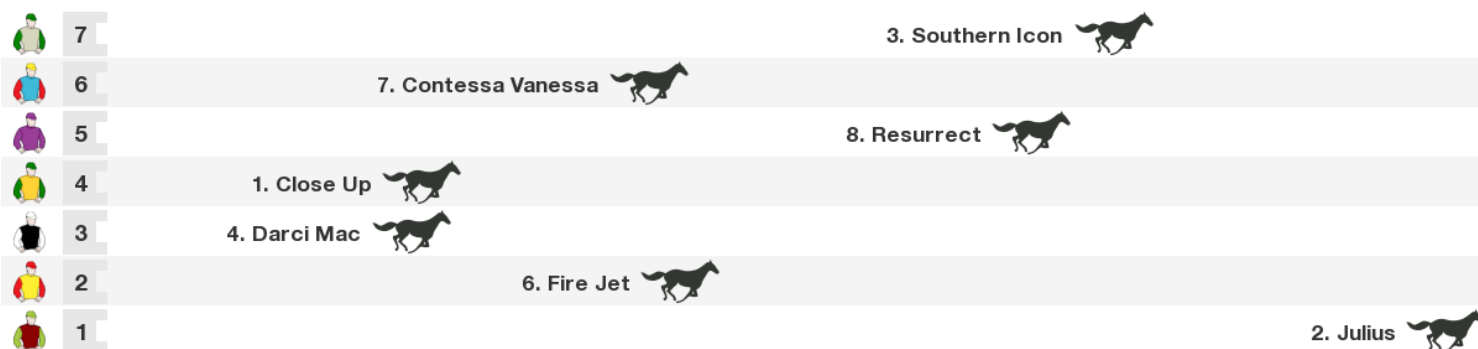 7 3. Southern Icon
6 7. Contessa Vanessa
5 8. Resurrect
4 1. Close Up
3 4. Darci Mac
2 6. Fire Jet
1 2. Julius